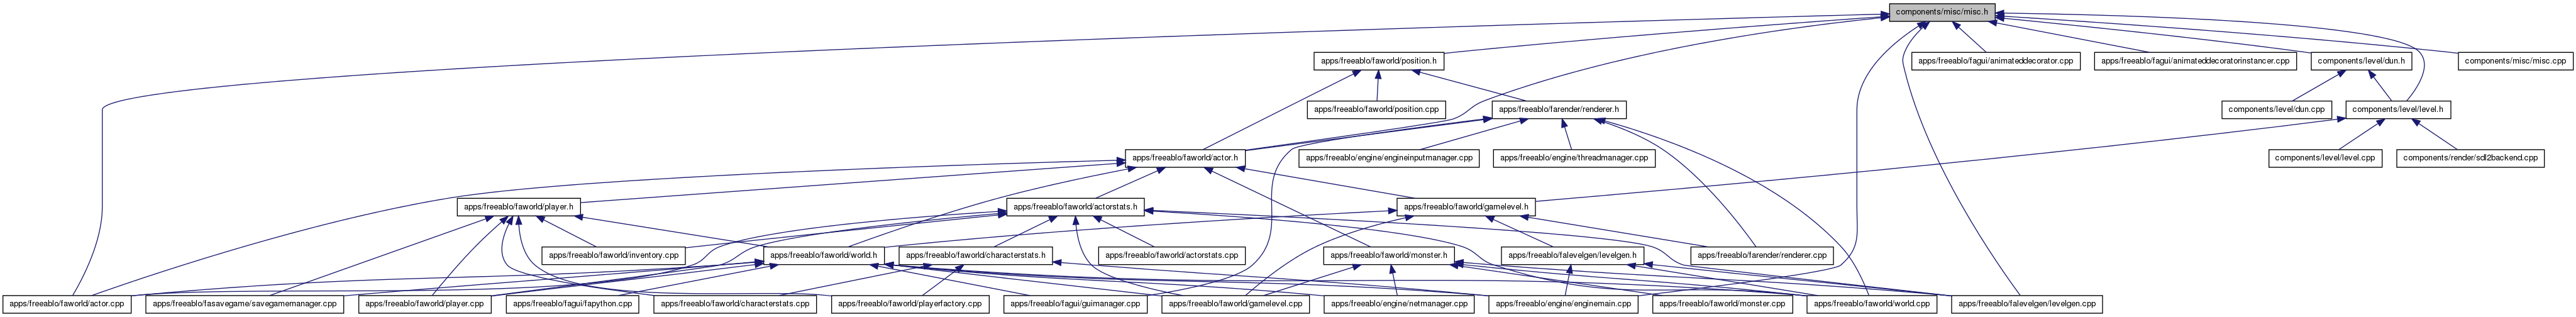 components/misc/misc.h
apps/freeablo/faworld/position.h
apps/freeablo/fagui/animateddecorator.cpp
apps/freeablo/fagui/animateddecoratorinstancer.cpp
components/level/dun.h
components/misc/misc.cpp
apps/freeablo/faworld/position.cpp
apps/freeablo/farender/renderer.h
components/level/dun.cpp
components/level/level.h
apps/freeablo/faworld/actor.h
apps/freeablo/engine/engineinputmanager.cpp
apps/freeablo/engine/threadmanager.cpp
components/level/level.cpp
components/render/sdl2backend.cpp
apps/freeablo/faworld/player.h
apps/freeablo/faworld/actorstats.h
apps/freeablo/faworld/gamelevel.h
apps/freeablo/faworld/inventory.cpp
apps/freeablo/faworld/world.h
apps/freeablo/faworld/characterstats.h
apps/freeablo/faworld/actorstats.cpp
apps/freeablo/faworld/monster.h
apps/freeablo/falevelgen/levelgen.h
apps/freeablo/farender/renderer.cpp
apps/freeablo/faworld/actor.cpp
apps/freeablo/fasavegame/savegamemanager.cpp
apps/freeablo/faworld/player.cpp
apps/freeablo/fagui/fapython.cpp
apps/freeablo/faworld/characterstats.cpp
apps/freeablo/faworld/playerfactory.cpp
apps/freeablo/fagui/guimanager.cpp
apps/freeablo/faworld/gamelevel.cpp
apps/freeablo/engine/netmanager.cpp
apps/freeablo/engine/enginemain.cpp
apps/freeablo/faworld/monster.cpp
apps/freeablo/faworld/world.cpp
apps/freeablo/falevelgen/levelgen.cpp